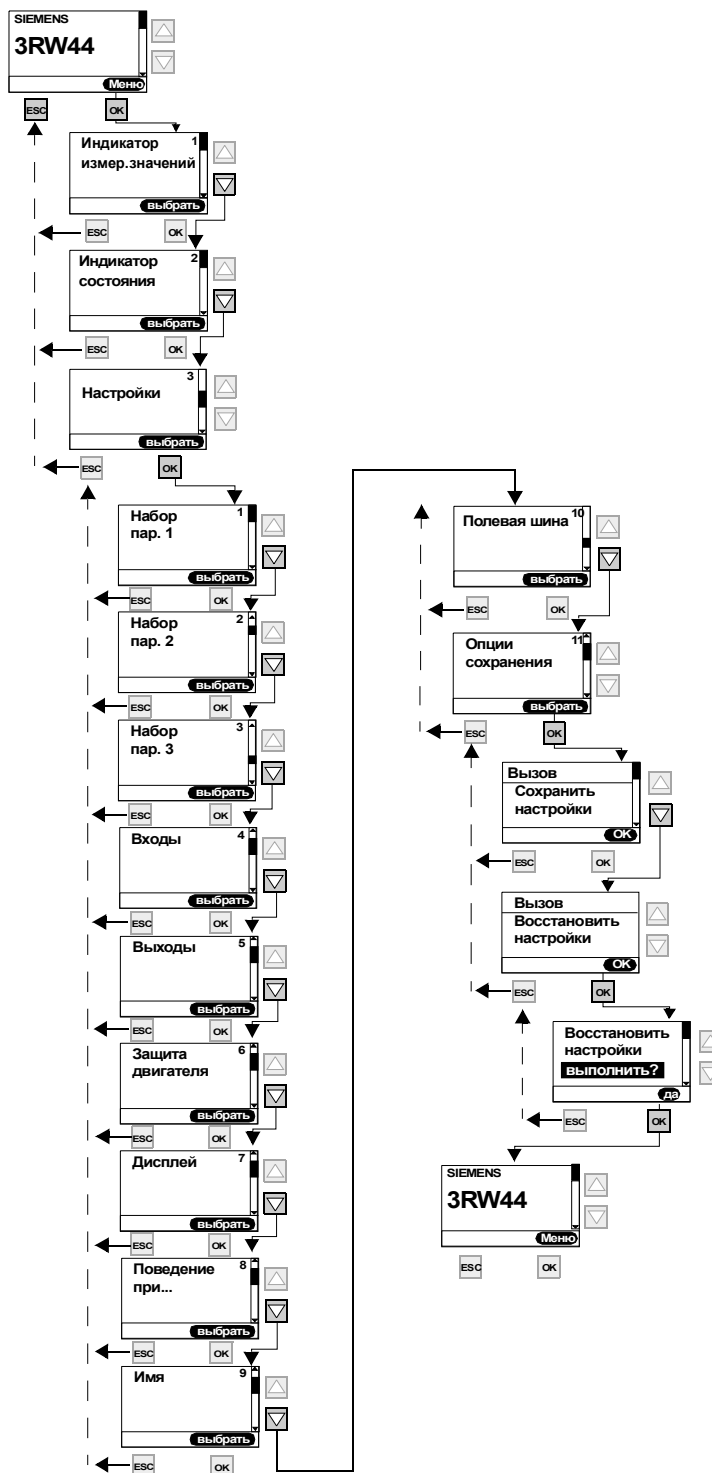 SIEMENS
3RW44
Меню
ESC OK
Индикатор 1
измер.значений
выбрать
ESC OK
Индикатор 2
состояния
выбрать
ESC OK
3
Настройки
выбрать
ESC OK
Набор 1
пар. 1
выбрать
ESC OK
Набор 2
пар. 2
выбрать
ESC OK
Набор 3
пар. 3
выбрать
ESC OK
Входы 4
выбрать
ESC OK
Выходы 5
выбрать
ESC OK
Защита 6
двигателя
выбрать
ESC OK
Дисплей 7
выбрать
ESC OK
Поведение 8
при...
выбрать
ESC OK
Имя 9
выбрать
ESC OK
10
Полевая шина
выбрать
ESC OK
Опции 11
сохранения
выбрать
ESC OK
Вызов
Сохранить
настройки
OK
ESC OK
Вызов
Восстановить
настройки
OK
ESC OK
Восстановить
настройки
выполнить?
да
ESC OK
SIEMENS
3RW44
Меню
ESC OK